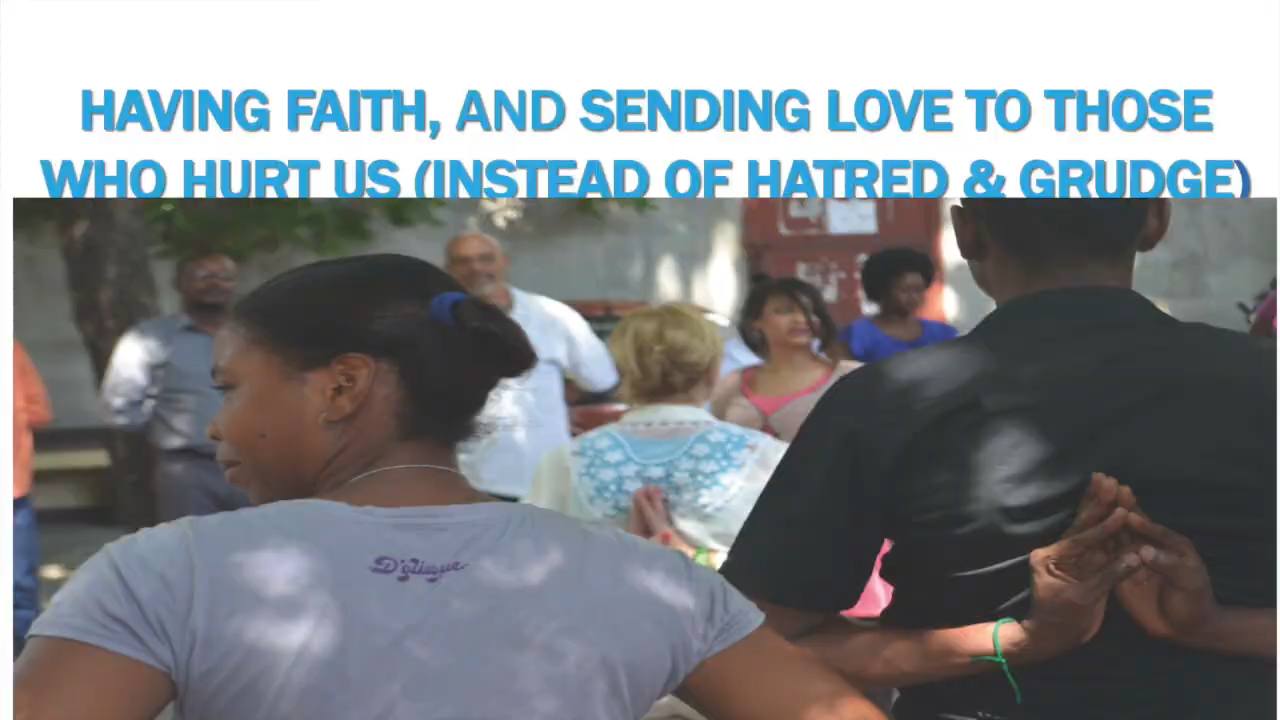 HAVING FAITH, AND SENDING LOVE TO THOSE
WHO HURT US (INSTEAD OF HATRED & GRUDGE)